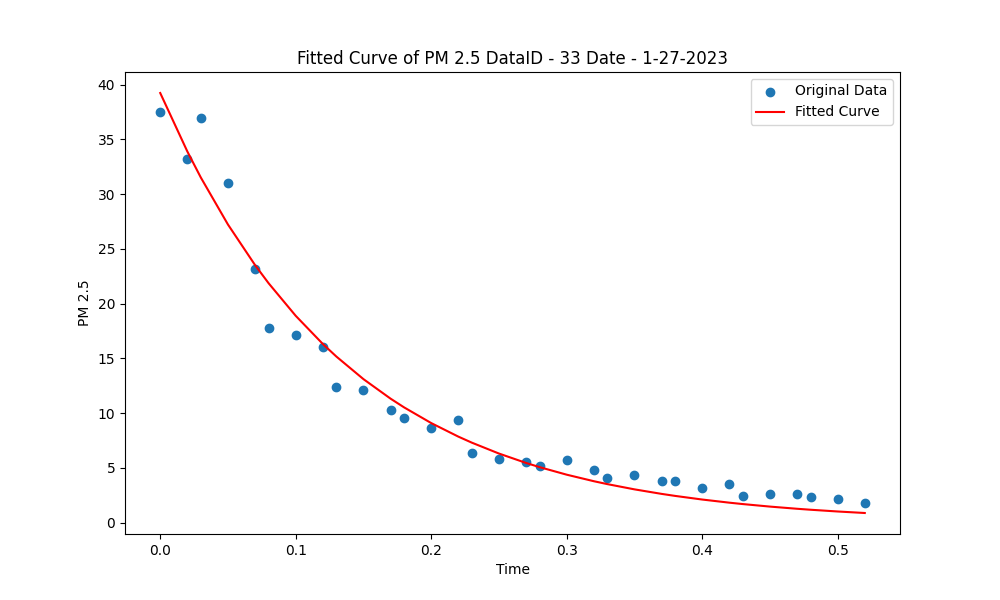 Fitted Curve of PM 2.5 DataID - 33 Date - 1-27-2023
Original Data
Fitted Curve
PM 2.5
40
35
30
25
20
15
10
5
0
0.0 0.1 0.2 0.3 0.4 0.5
Time